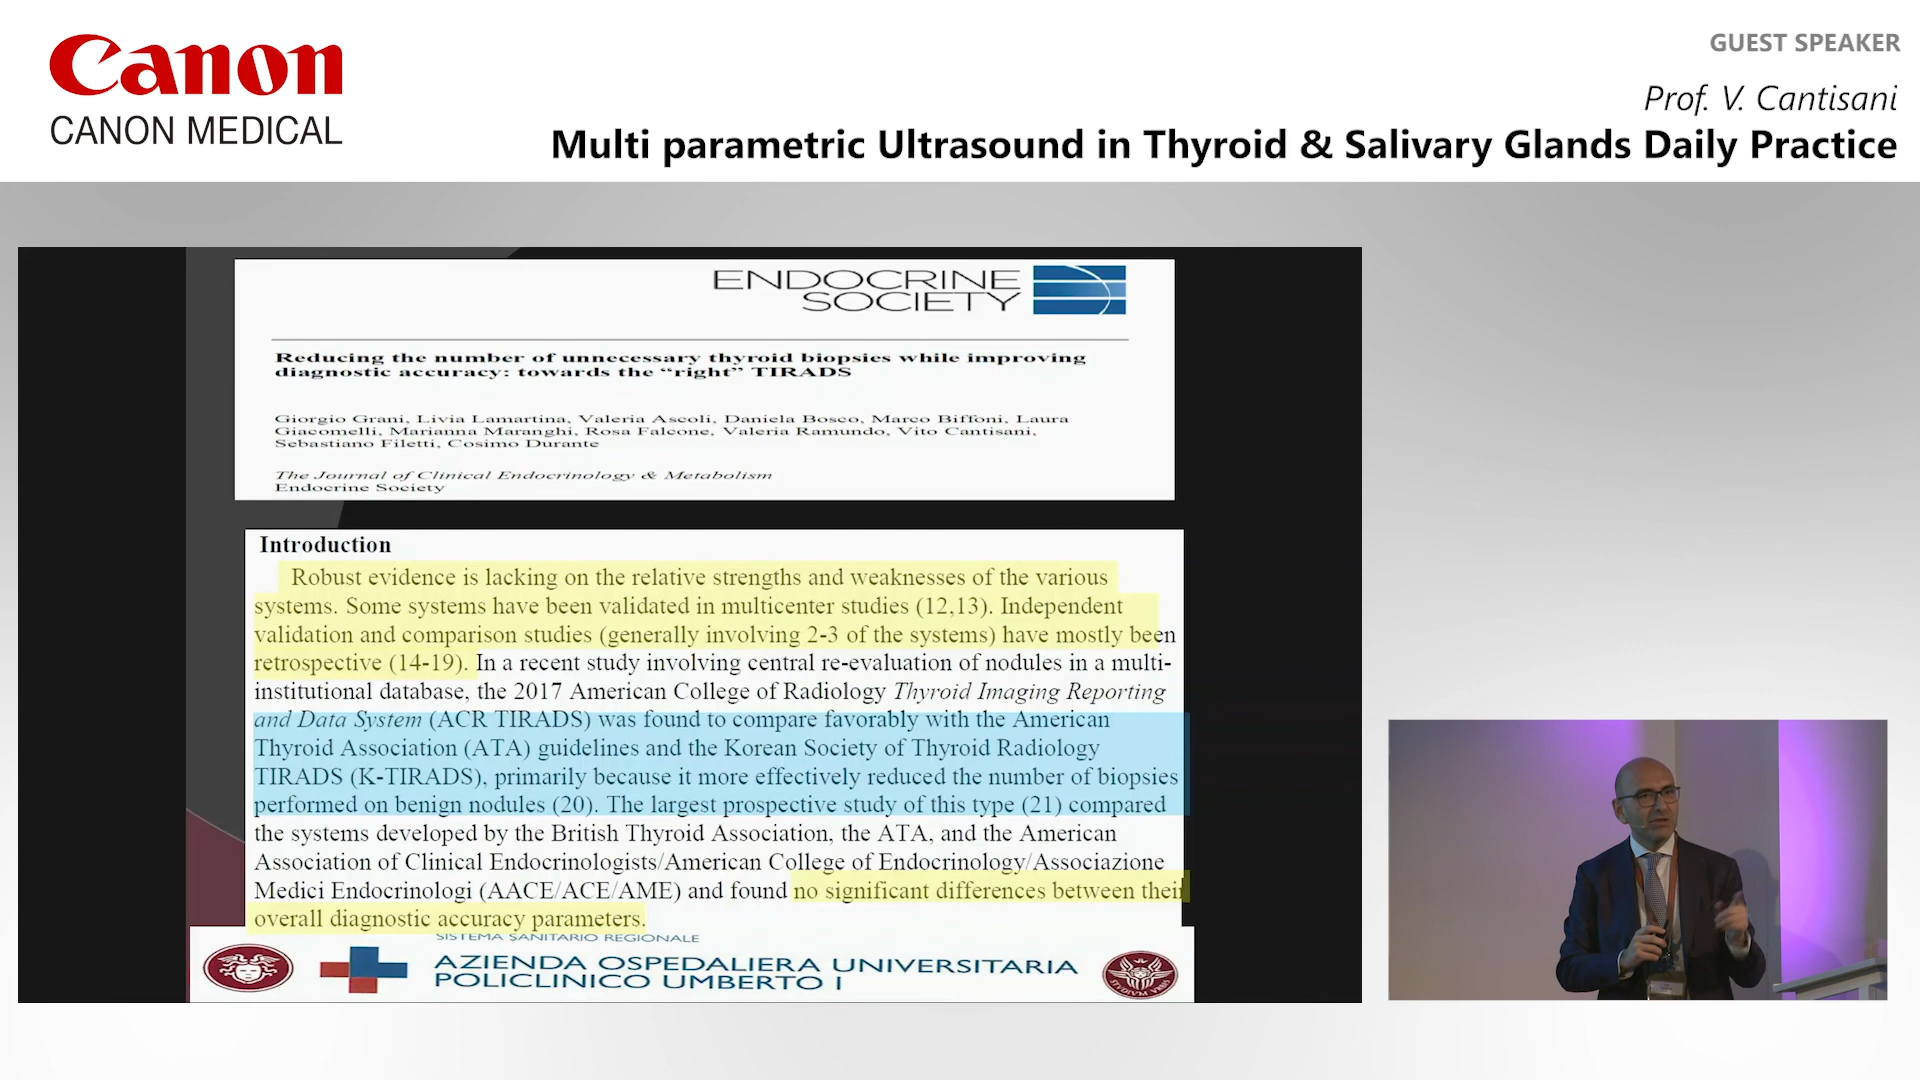 Canon
CANON MEDICAL
GUEST SPEAKER
Prof. V. Cantisani
Multi parametric Ultrasound in Thyroid & Salivary Glands Daily Practice
ENDOCRINE
SOCIETY
Reducing the number of unnecessary thyroid biopsies while improving
diagnostic accuracy: towards the “right” TIRADS
Giorgio Grani, Livia Lamartina, Valeria Ascoli, Daniela Bosco, Marco Biffoni, Laura
Giacomelli, Marianna Maranghi, Rosa Falcone, Valeria Ramundo, Vito Cantisani,
Sebastiano Filetti, Cosimo Durante
The Journal of Clinical Endocrinology & Metabolism
Endocrine Society
Introduction
Robust evidence is lacking on the relative strengths and weaknesses of the various
systems. Some systems have been validated in multicenter studies (12,13). Independent
validation and comparison studies (generally involving 2-3 of the systems) have mostly been
retrospective (14-19). In a recent study involving central re-evaluation of nodules in a multi-
institutional database, the 2017 American College of Radiology Thyroid Imaging Reporting
and Data System (ACR TIRADS) was found to compare favorably with the American
Thyroid Association (ATA) guidelines and the Korean Society of Thyroid Radiology
TIRADS (K-TIRADS), primarily because it more effectively reduced the number of biopsies
performed on benign nodules (20). The largest prospective study of this type (21) compared
the systems developed by the British Thyroid Association, the ATA, and the American
Association of Clinical Endocrinologists/American College of Endocrinology/Associazione
Medici Endocrinologi (AACE/ACE/AME) and found no significant differences between their
overall diagnostic accuracy parameters.
SISTEMA SANITARIO REGIONALE
AZIENDA OSPEDALIERA UNIVERSITARIA
POLICLINICO UMBERTO I